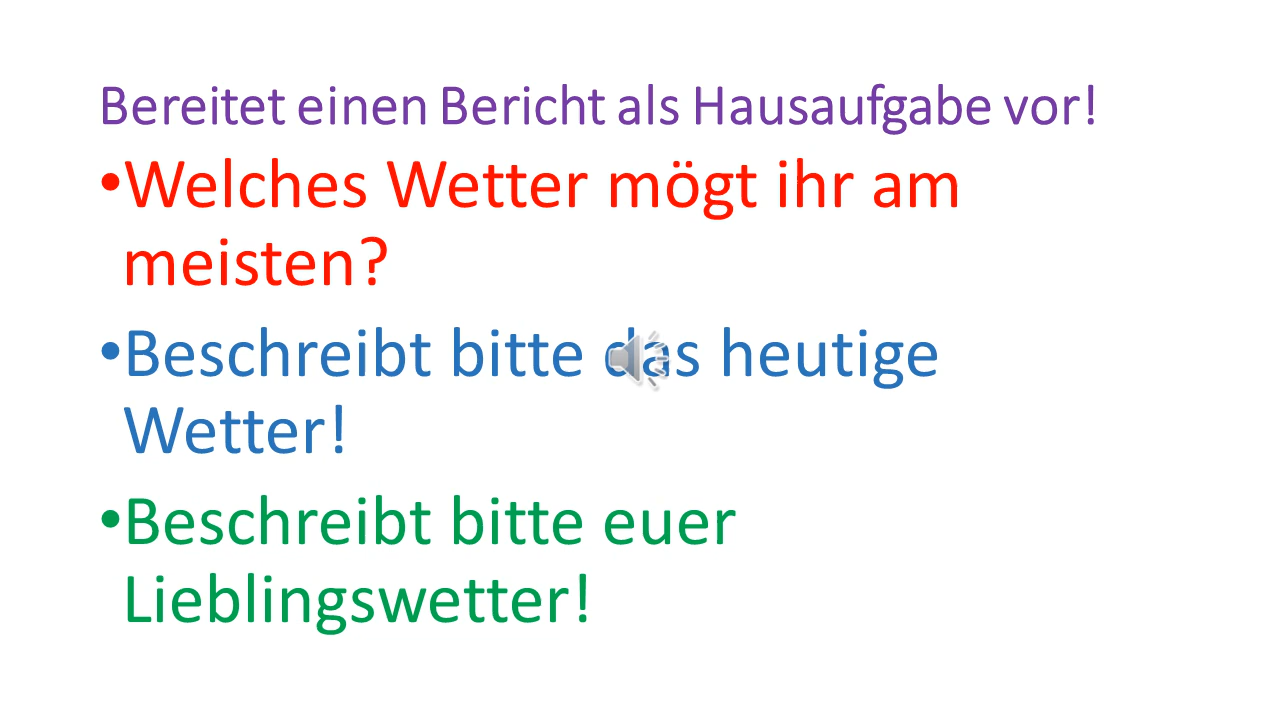 Bereitet einen Bericht als Hausaufgabe vor!
•Welches Wetter mögt ihr am
meisten?
•Beschreibt bitte das heutige
Wetter!
•Beschreibt bitte euer
Lieblingswetter!